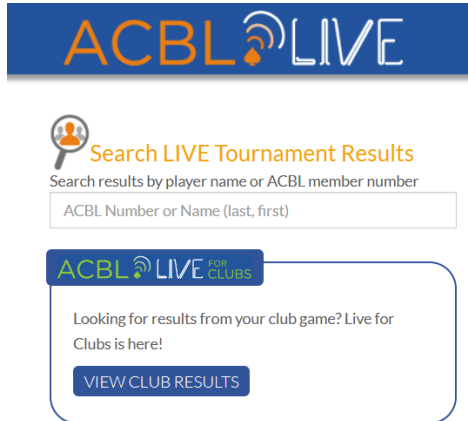 ACBL LIVE
Search LIVE Tournament Results
Search results by player name or ACBL member number
ACBL Number or Name (last, first)
ACBL LIVE FOR CLUBS
Looking for results from your club game? Live for
Clubs is here!
VIEW CLUB RESULTS